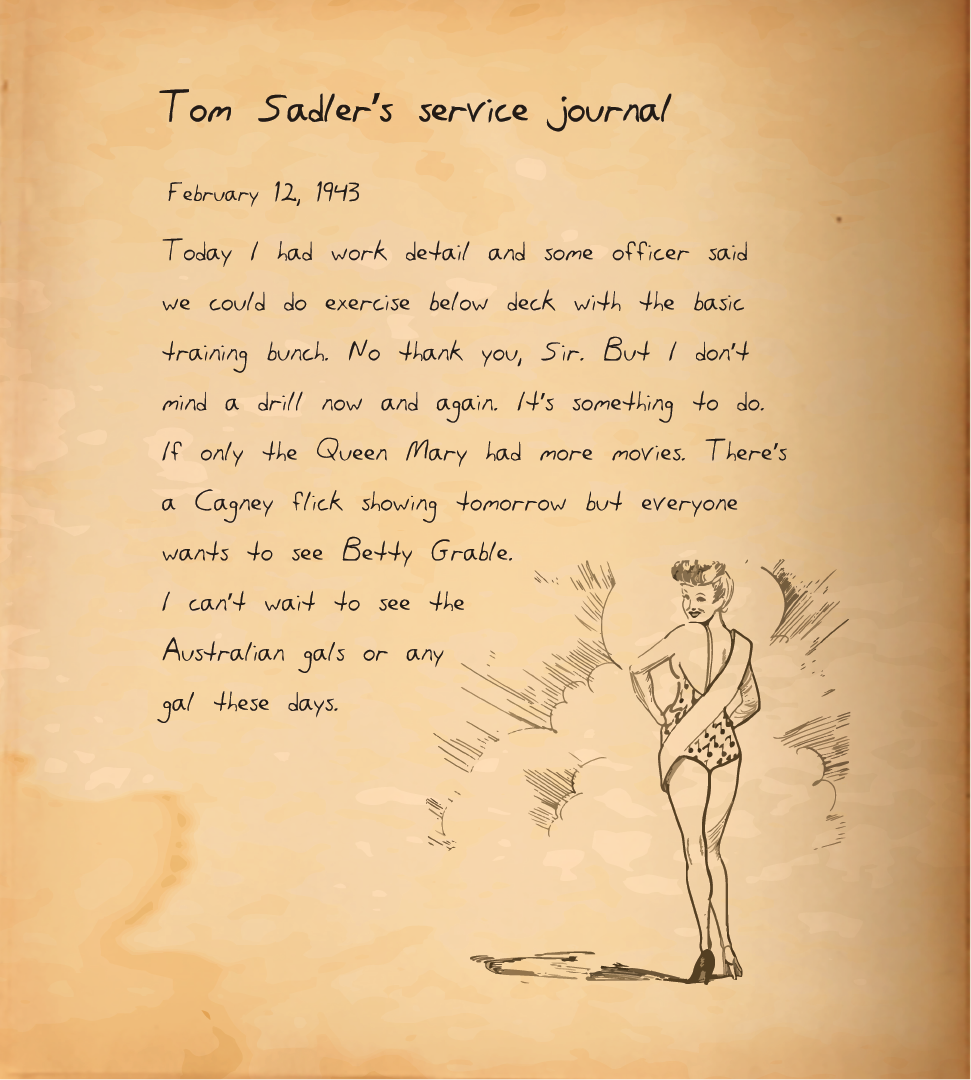 Tom Sadler's service journal
February 12, 1943
Today I had work detail and some officer said
we could do exercise below deck with the basic
training bunch. No thank you, Sir. But I don't
mind a drill now and again. It's something to do.
If only the Queen Mary had more movies. There's
a Cagney flick showing tomorrow but everyone
wants to see Betty Grable.
I can't wait to see the
Australian gals or any
gal these days.